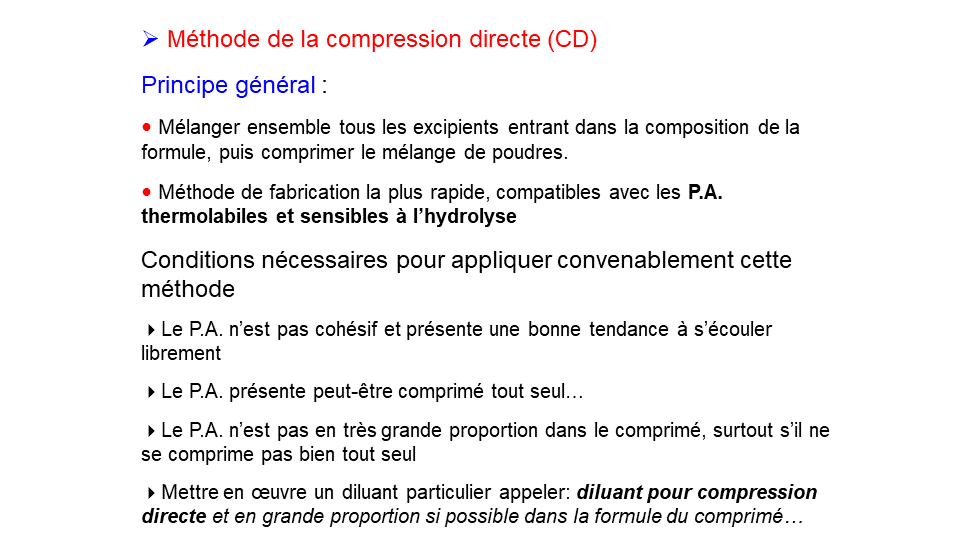 ➢ Méthode de la compression directe (CD)
Principe général :
• Mélanger ensemble tous les excipients entrant dans la composition de la
formule, puis comprimer le mélange de poudres.
• Méthode de fabrication la plus rapide, compatibles avec les P.A.
thermolabiles et sensibles à l’hydrolyse
Conditions nécessaires pour appliquer convenablement cette
méthode
Le P.A. n’est pas cohésif et présente une bonne tendance à s’écouler
librement
Le P.A. présente peut-être comprimé tout seul…
Le P.A. n’est pas en très grande proportion dans le comprimé, surtout s’il ne
se comprime pas bien tout seul
Mettre en œuvre un diluant particulier appeler: diluant pour compression
directe et en grande proportion si possible dans la formule du comprimé…